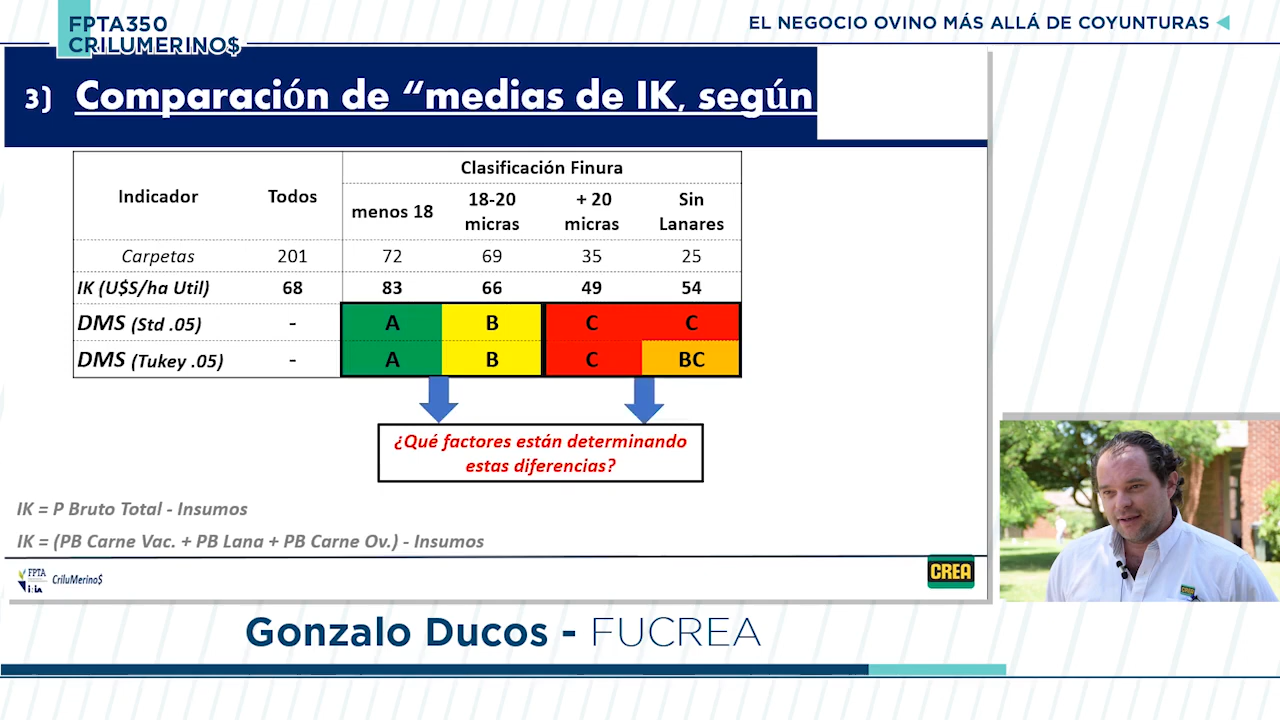 FPTA350
CRILUMERINO$
EL NEGOCIO OVINO MÁS ALLÁ DE COYUNTURAS
3) Comparación de “medias de IK, según
Clasificación Finura
Indicador Todos menos 18 18-20 micras + 20 micras Sin Lanares
Carpetas 201 72 69 35 25
IK (U$S/ha Util) 68 83 66 49 54
DMS (Std .05) - A B C C
DMS (Tukey .05) - A B C BC
¿Qué factores están determinando
estas diferencias?
IK = P Bruto Total - Insumos
IK = (PB Carne Vac. + PB Lana + PB Carne Ov.) - Insumos
FPTA
CriluMerino$
CREA
Gonzalo Ducos - FUCREA